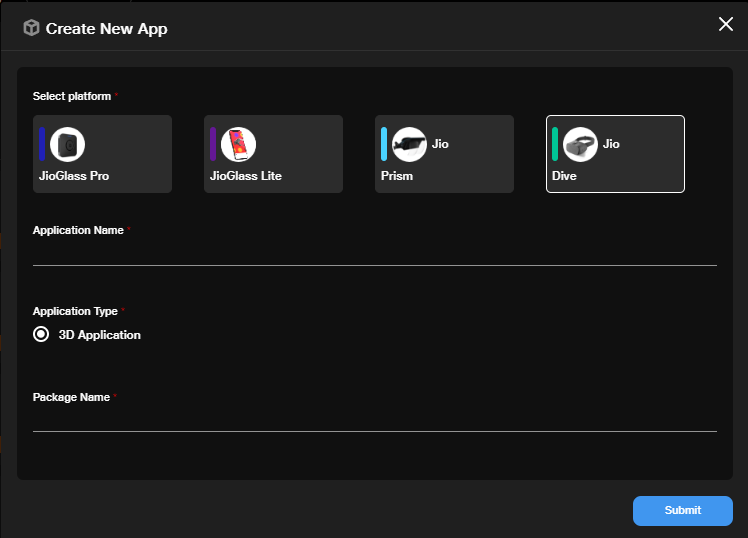 Create New App
Select platform *
JioGlass Pro
JioGlass Lite
Jio
Prism
Jio
Dive
Application Name *
Application Type *
3D Application
Package Name *
Submit